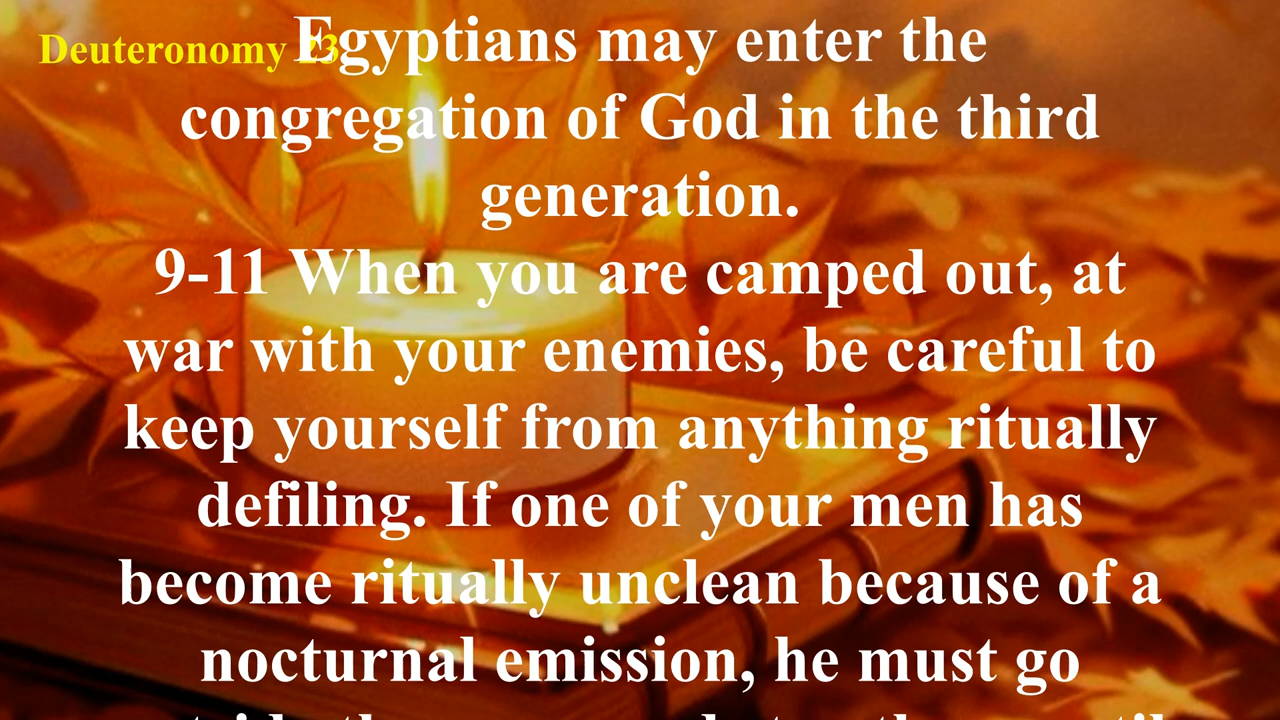 Deuteronomy 23
Egyptians may enter the
congregation of God in the third
generation.
9-11 When you are camped out, at
war with your enemies, be careful to
keep yourself from anything ritually
defiling. If one of your men has
become ritually unclean because of a
nocturnal emission, he must go